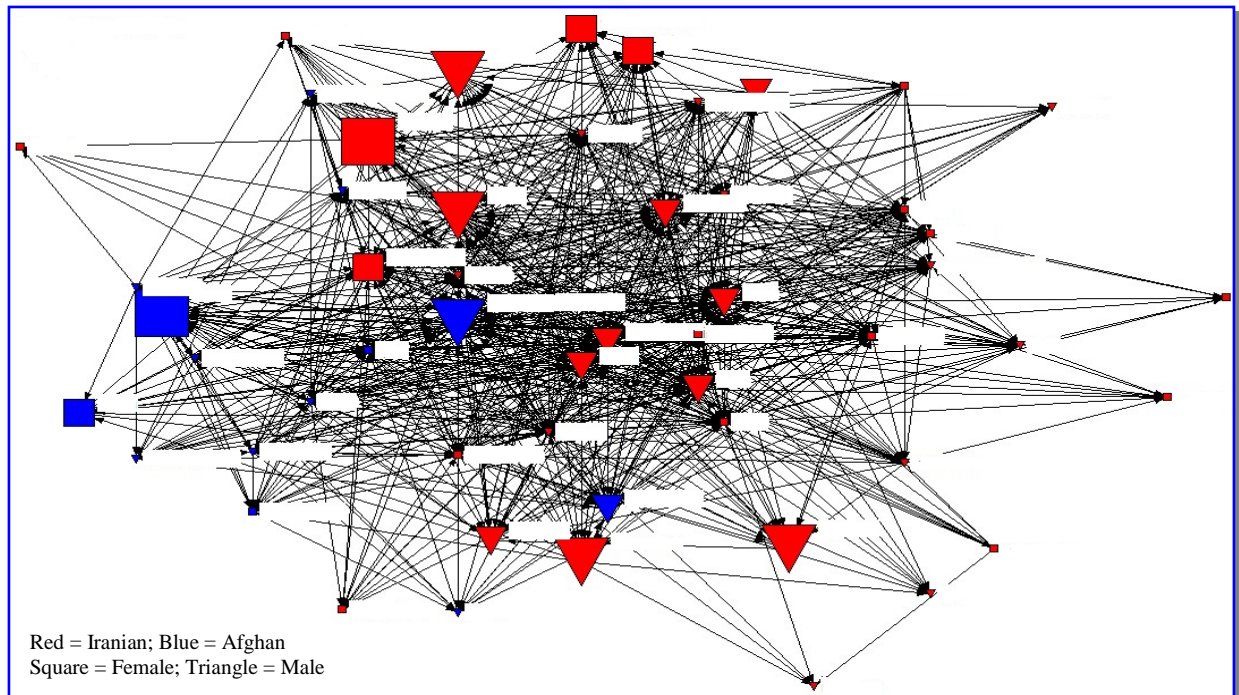 Red = Iranian; Blue = Afghan
Square = Female; Triangle = Male